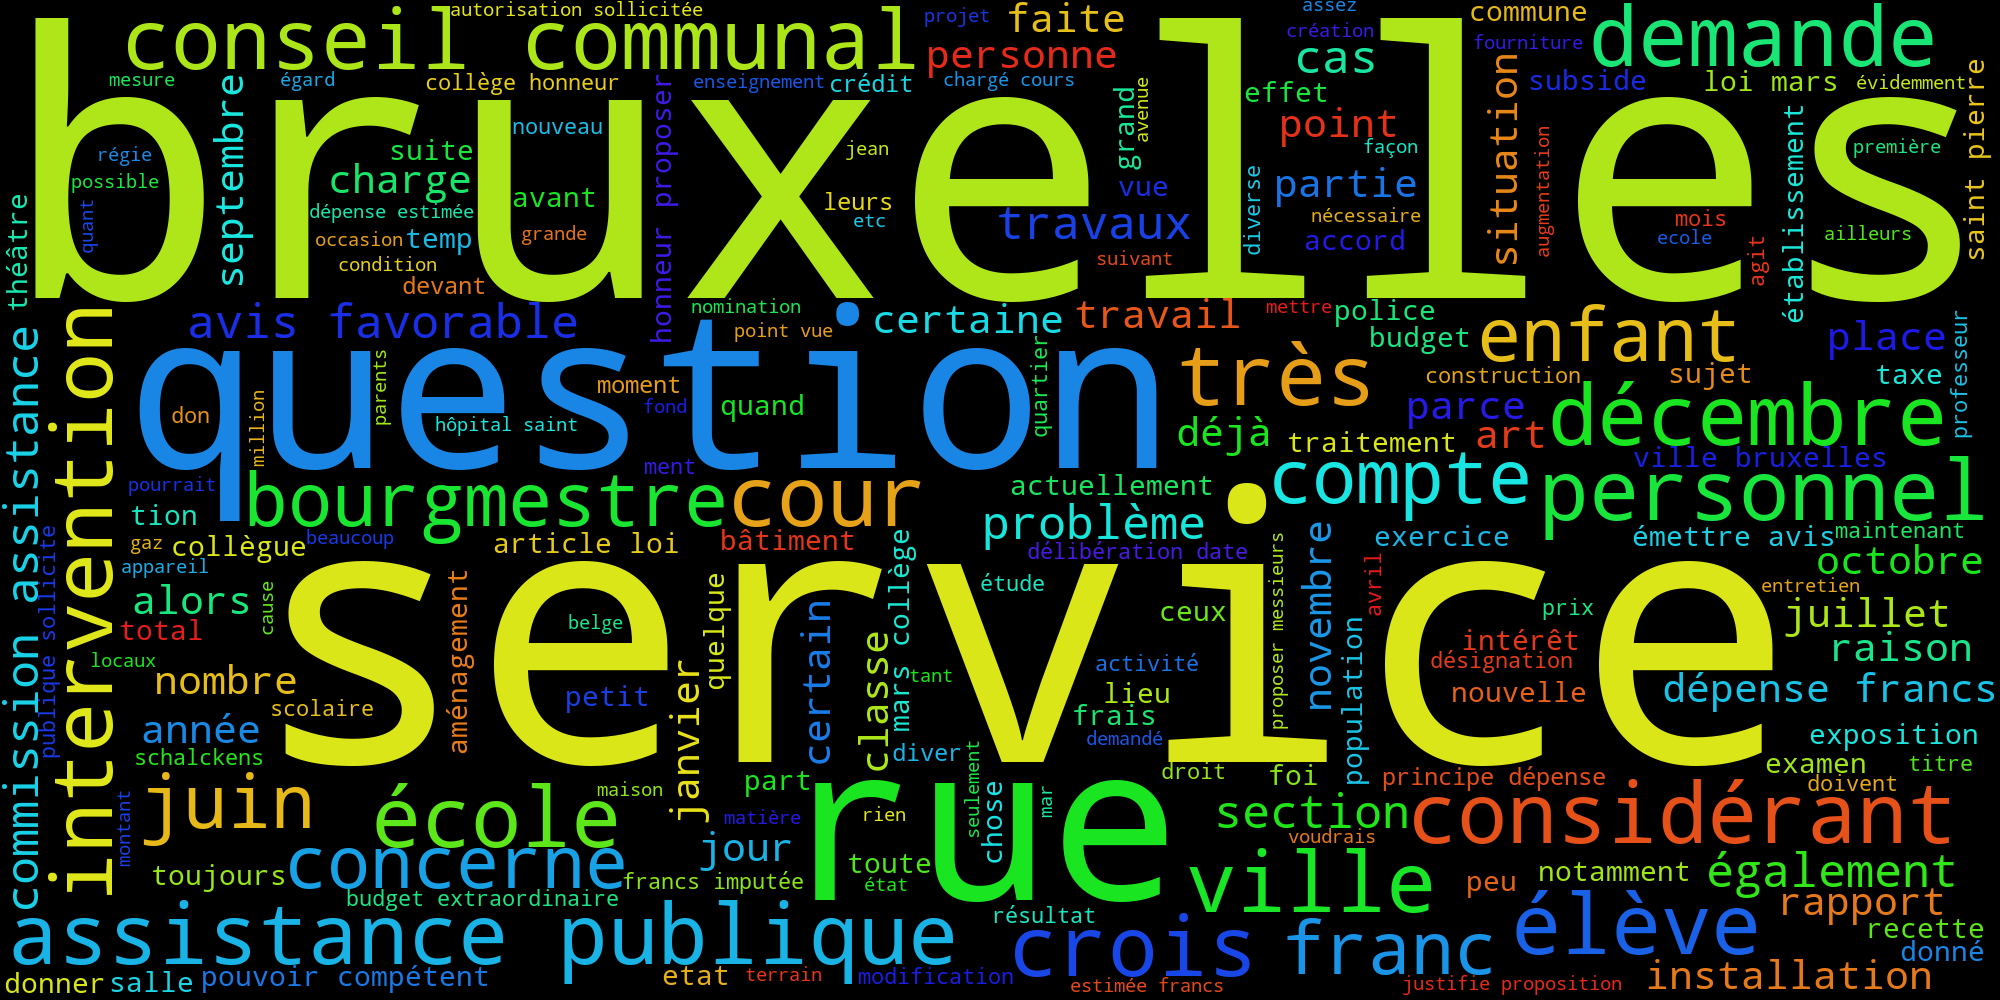 bruxelles
question
service
rue
conseil communal
demande
autorisation sollicitée
projet
faite
assez
commune
création
fourniture
personne
cas
mesure
égard
collège honneur
enseignement
crédit
chargé cours
subside
loi mars
évidemment
effet
septembre
nouveau
honneur proposer
jean
grand
avenue
point
façon
situation
augmentation
première
saint pierre
régie
possible
quant
suite
charge
dépense estimée
avant
leurs
etc
vue
travaux
diverse
partie
nécessaire
accord
mois
ecole
agit
établissement
ailleurs
théâtre
occasion
temp
grande
condition
devant
suivant
avis favorable
nomination
point vue
certaine
travail
mettre
police
budget
enfant
place
professeur
parents
moment
fond
quand
quartier
très
construction
sujet
taxe
don
million
hôpital saint
déjà
parce
art
décembre
traitement
ment
ville bruxelles
commission assistance
intervention
pourrait
tion
bourgmestre
cour
actuellement
problème
compte
personnel
gaz
collègue
beaucoup
article loi
bâtiment
délibération date
exercice
émettre avis
maintenant
octobre
appareil
publique sollicite
alors
cause
total
aménagement
belge
quelque
certain
classe
mars collège
étude
ceux
proposer messieurs
novembre
avril
prix
entretien
juillet
population
intérêt
désignation
raison
locaux
nombre
scolaire
petit
janvier
tant
activité
lieu
nouvelle
dépense francs
année
schalckens
frais
demandé
diver
exposition
montant
juin
école
maison
part
matière
rien
seulement
chose
mar
droit
foi
principe dépense
examen
titre
doivent
section
considérant
voudrais
toujours
concerne
jour
toute
francs imputée
état
ville
peu
notamment
également
budget extraordinaire
résultat
rapport
assistance publique
crois
franc
élève
recette
donné
donner
salle
pouvoir compétent
etat
terrain
modification
estimée francs
justifie proposition
installation